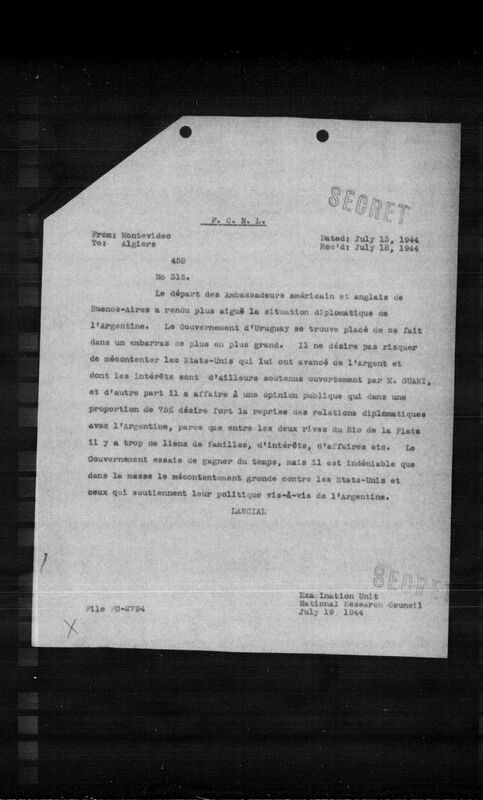 SECRET
F. C. N. L.
From: Montevideo Dated: July 13, 1944
To: Algiers Rec'd: July 18, 1944
458
No 315.
Le départ des Ambassadeurs américain et anglais de
Buenos-Aires a rendu plus aiguë la situation diplomatique de
l'Argentine. Le Gouvernement d'Uruguay se trouve placé de ce fait
dans un embarras de plus en plus grand. Il ne désire pas risquer
de mécontenter les Etats-Unis qui lui ont avancé de l'argent et
dont les intérêts sont d'ailleurs soutenus ouvertement par M. GUANI,
et d'autre part il a affaire à une opinion publique qui dans une
proportion de 75% désire fort la reprise des relations diplomatiques
avec l'Argentine, parce que entre les deux rives du Rio de la Plata
il y a trop de liens de familles, d'intérêts, d'affaires etc. Le
Gouvernement essaie de gagner du temps, mais il est indéniable que
dans la masse le mécontentement gronde contre les Etats-Unis et
ceux qui soutiennent leur politique vis-à-vis de l'Argentine.
LANCIAL
SECRET
Examination Unit
National Research Council
July 19 1944
File FC-2794
X